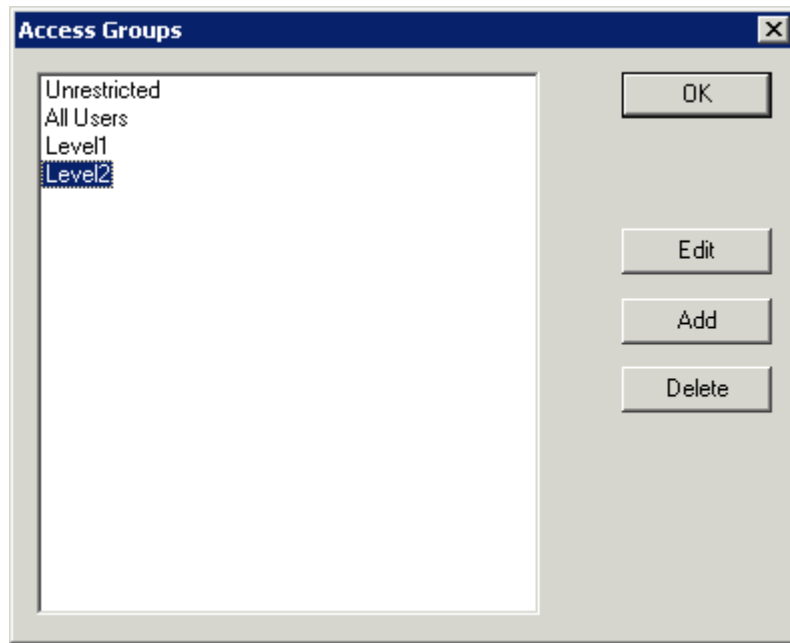 Access Groups
Unrestricted
All Users
Level1
Level2
OK
Edit
Add
Delete